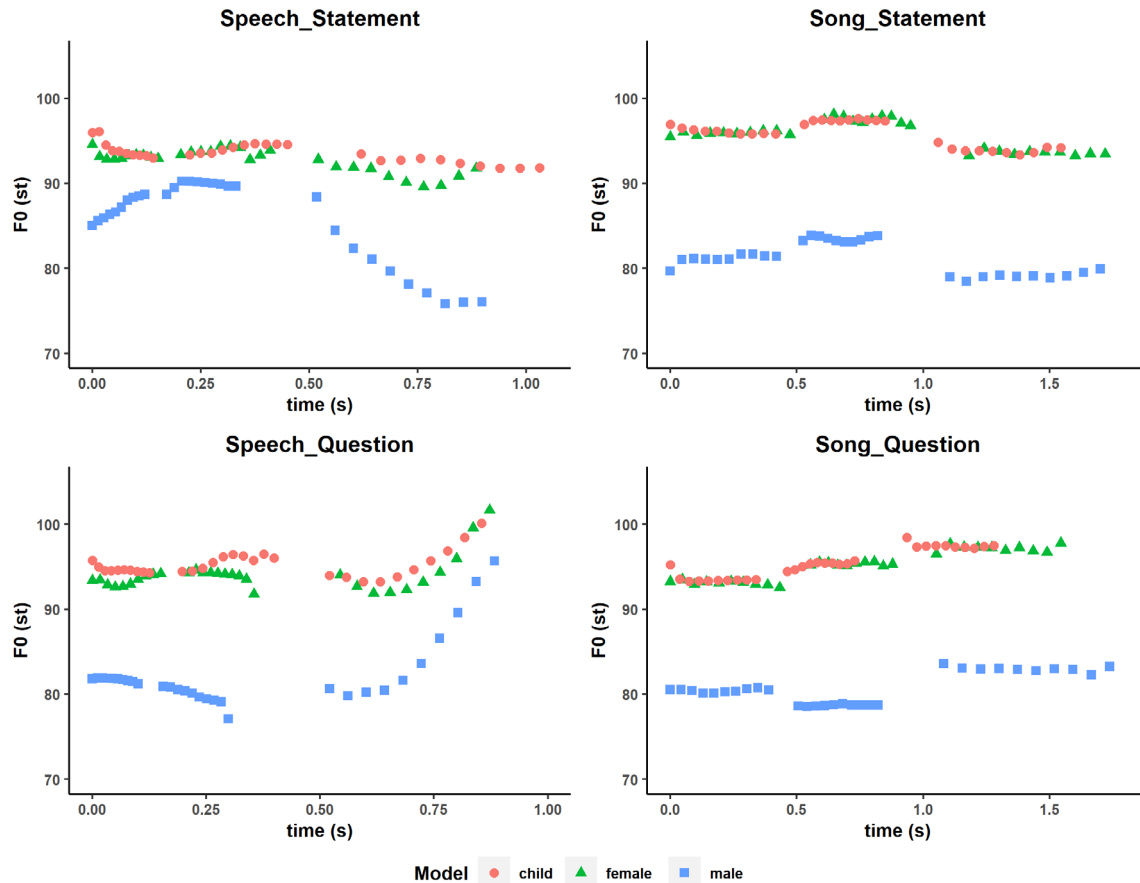 Speech_Statement
F0 (st)
100
90
80
70
0.00 0.25 0.50 0.75 1.00
time (s)
Song_Statement
F0 (st)
100
90
80
70
0.0 0.5 1.0 1.5
time (s)
Speech_Question
F0 (st)
100
90
80
70
0.00 0.25 0.50 0.75 1.00
time (s)
Song_Question
F0 (st)
100
90
80
70
0.0 0.5 1.0 1.5
time (s)
Model child female male